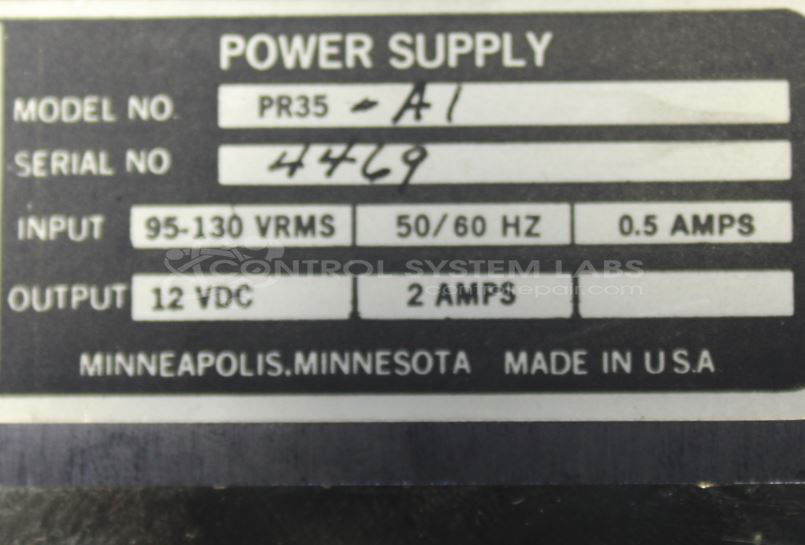 POWER SUPPLY
MODEL NO. PR35 - A1
SERIAL NO 4469
INPUT 95-130 VRMS 50/60 HZ 0.5 AMPS
CONTROL SYSTEM LABS
OUTPUT 12 VDC 2 AMPS
MINNEAPOLIS, MINNESOTA MADE IN U.S.A